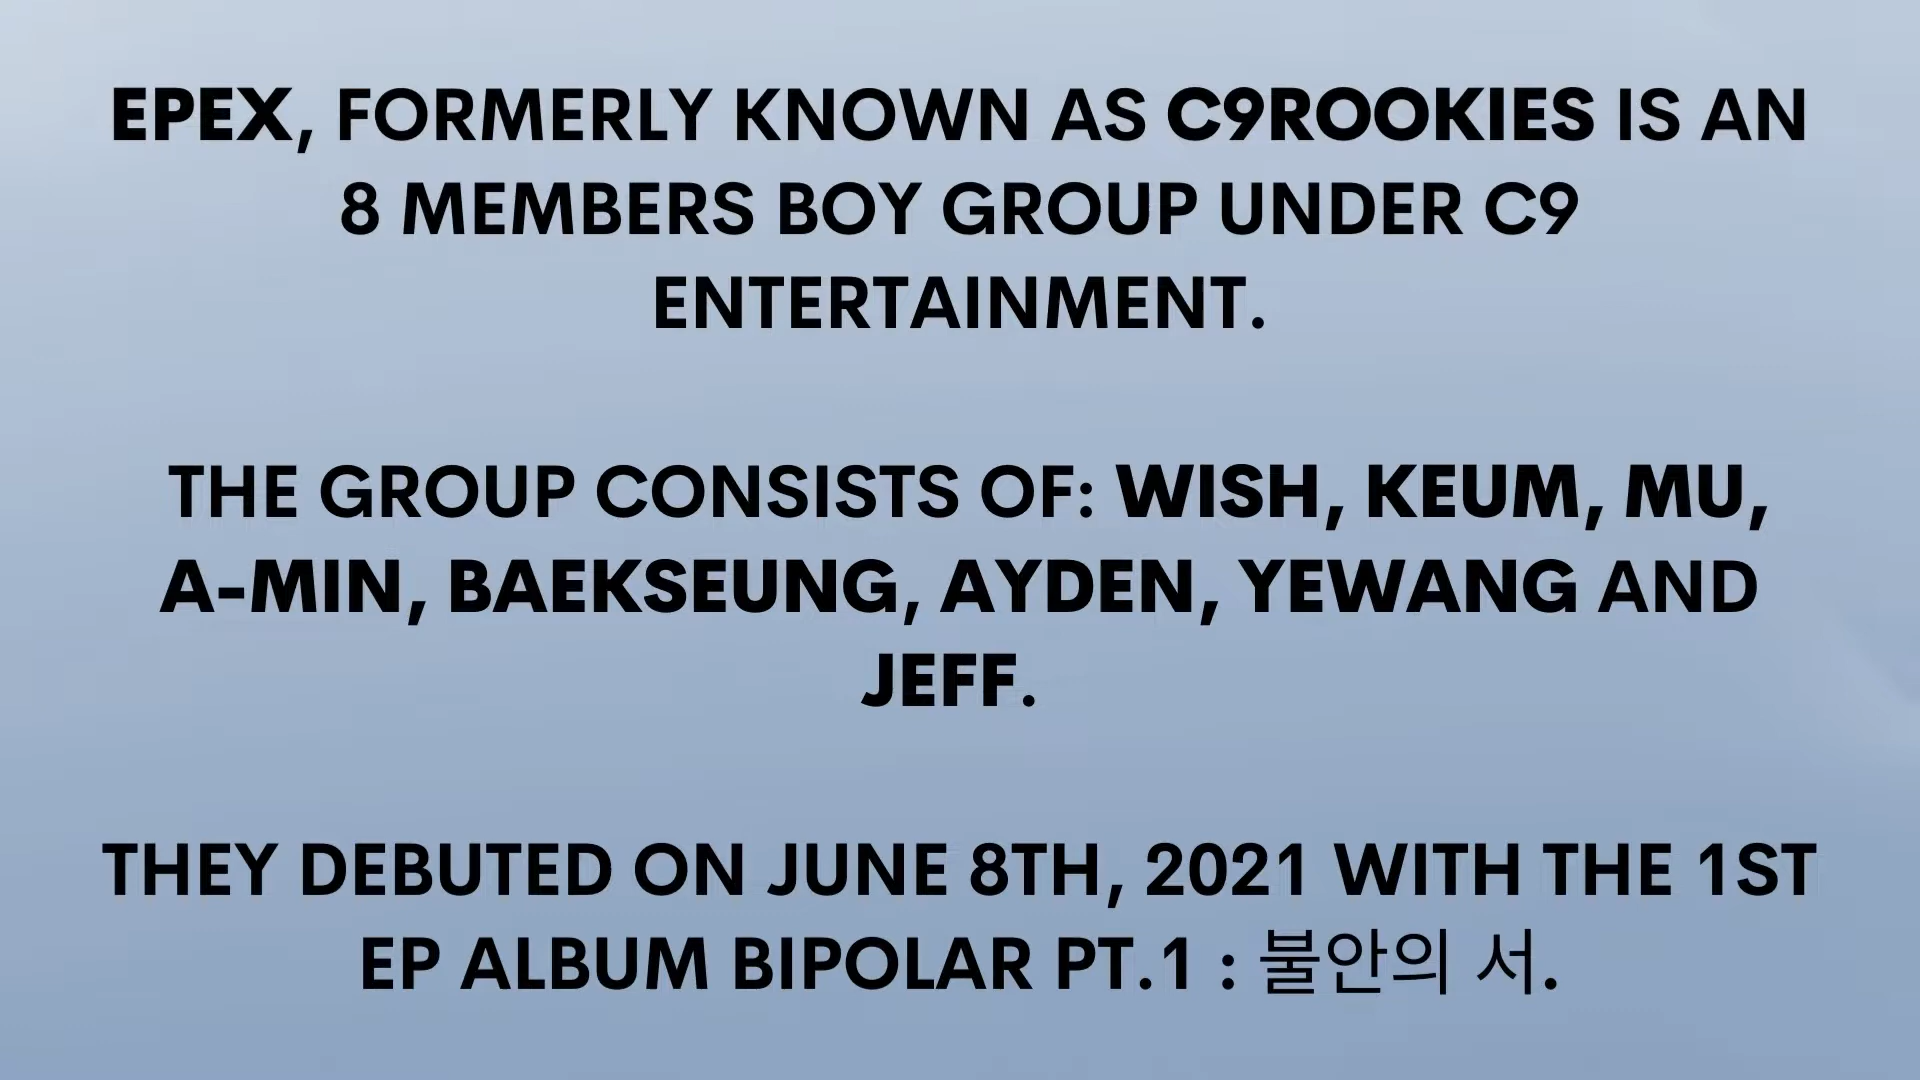 EPEX, FORMERLY KNOWN AS C9ROOKIES IS AN
8 MEMBERS BOY GROUP UNDER C9
ENTERTAINMENT.
THE GROUP CONSISTS OF: WISH, KEUM, MU,
A-MIN, BAEKSEUNG, AYDEN, YEWANG AND
JEFF.
THEY DEBUTED ON JUNE 8TH, 2021 WITH THE 1ST
EP ALBUM BIPOLAR PT.1 : 불안의 서.